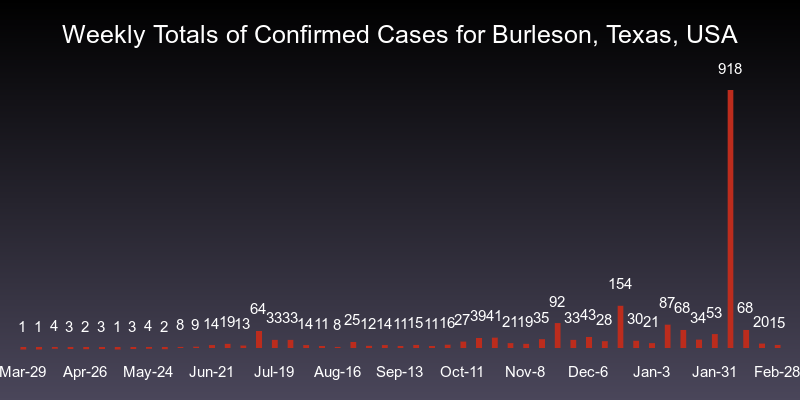 Weekly Totals of Confirmed Cases for Burleson, Texas, USA
918
154
92 87
64 68 68
53
39 41 43
33 33 35 33 30 34
25 27 28
14 19 13 14 11 12 14 11 15 11 16 21 19 21 20 15
1 1 4 3 2 3 1 3 4 2 8 9 8
Mar-29 Apr-26 May-24 Jun-21 Jul-19 Aug-16 Sep-13 Oct-11 Nov-8 Dec-6 Jan-3 Jan-31 Feb-28